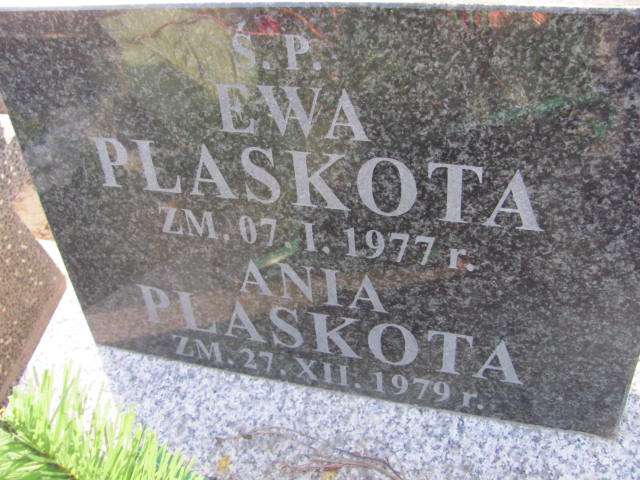 Ś.P.
EWA
PLASKOTA
ZM. 07. I. 1977 r.
ANIA
PLASKOTA
ZM. 27. XII. 1979 r.